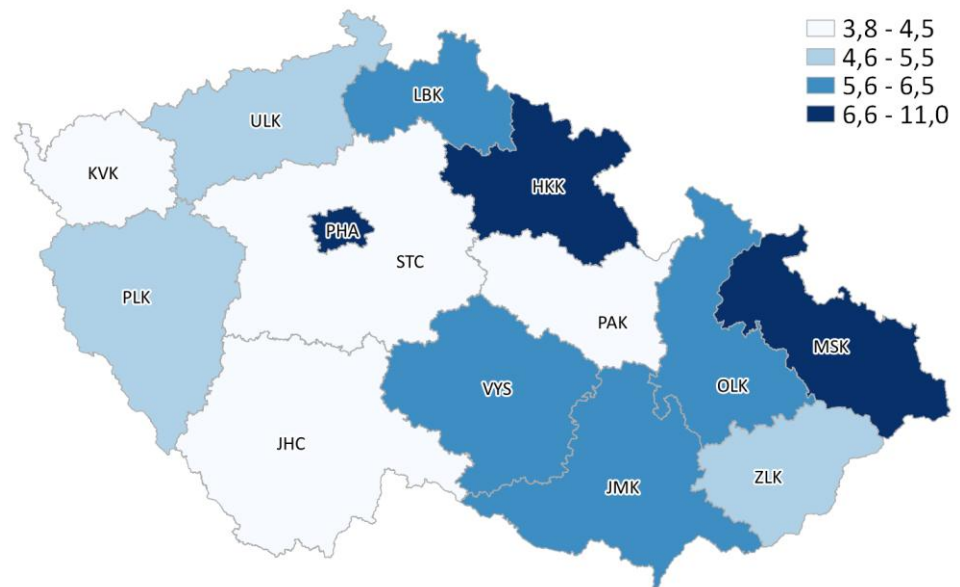 3,8 - 4,5
4,6 - 5,5
5,6 - 6,5
6,6 - 11,0
LBK
ULK
KVK
HKK
PHA
STC
PLK
PAK
MSK
OLK
VYS
JHC
ZLK
JMK